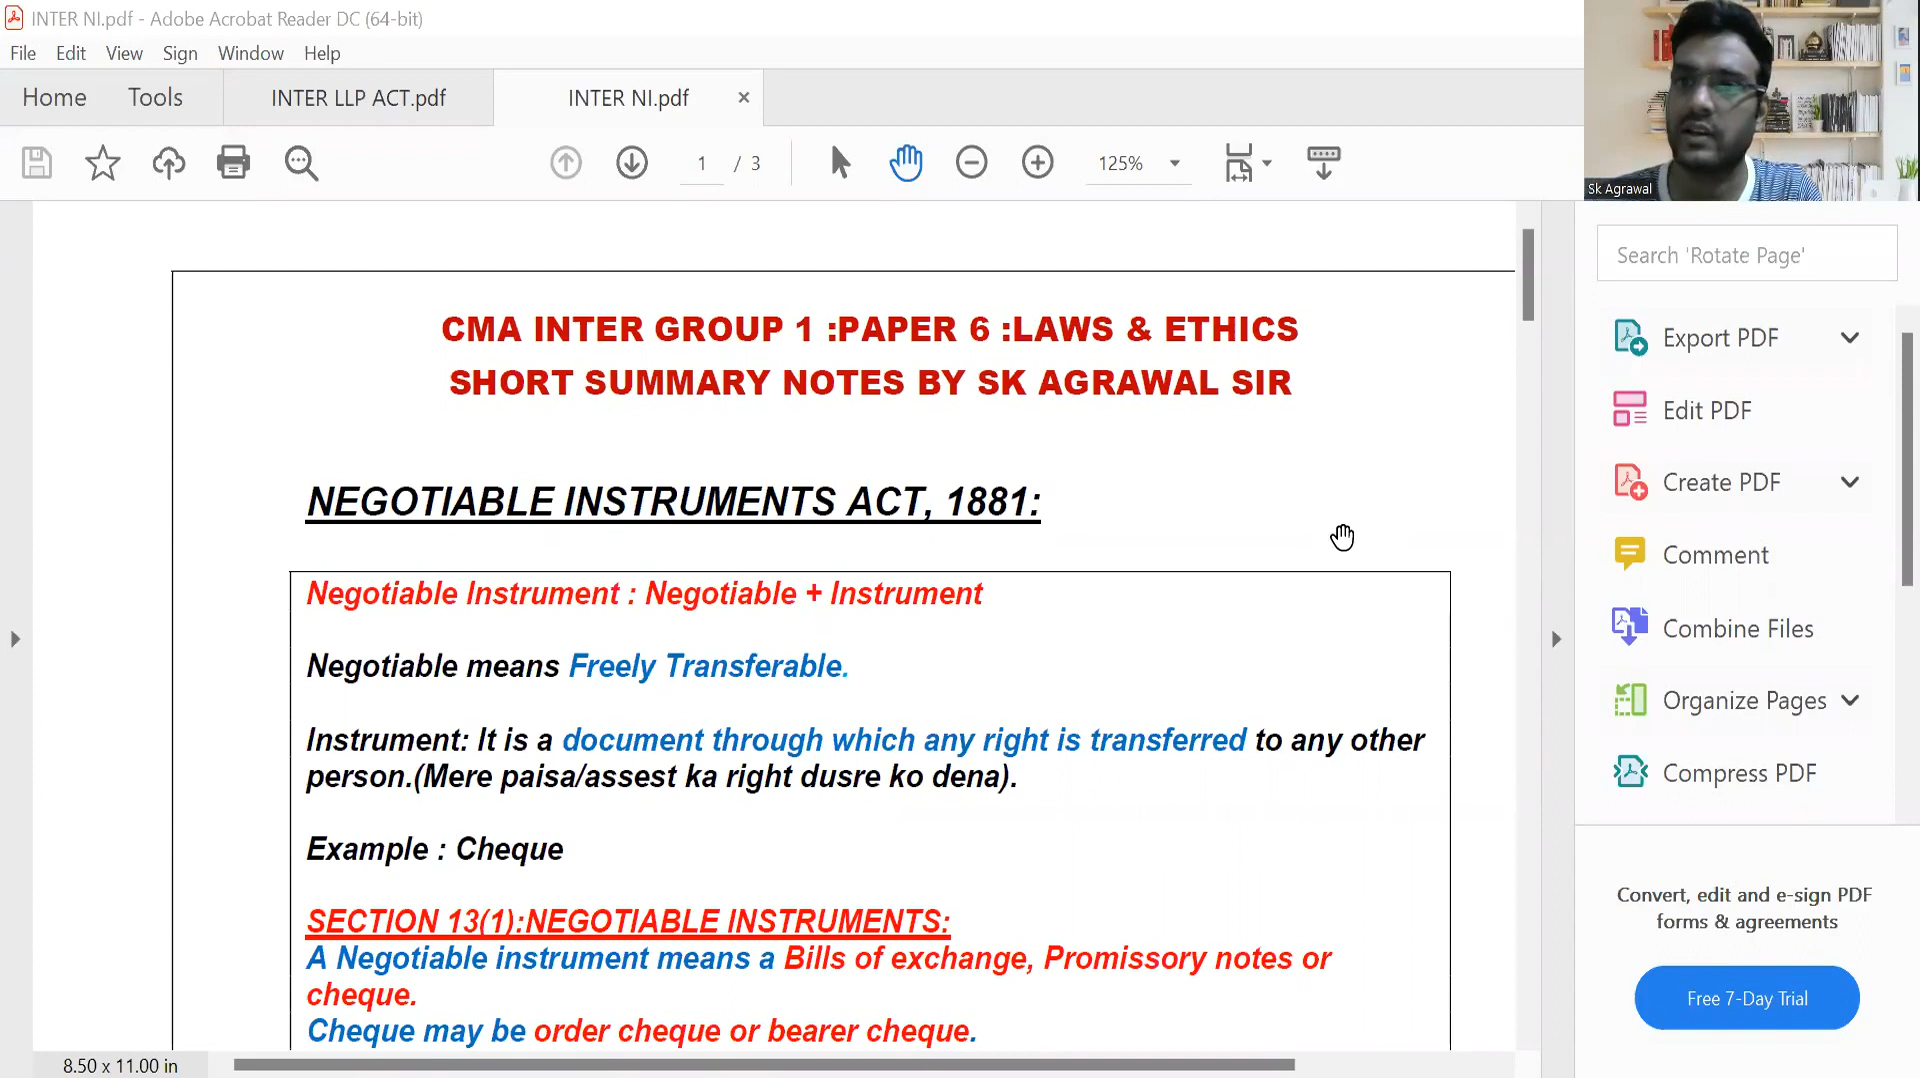 INTER NI.pdf - Adobe Acrobat Reader DC (64-bit)
File Edit View Sign Window Help
Home Tools INTER LLP ACT.pdf INTER NI.pdf ×
1 / 3 125%
Sk Agrawal
Search 'Rotate Page'
Export PDF
Edit PDF
Create PDF
Comment
Combine Files
Organize Pages
Compress PDF
Convert, edit and e-sign PDF
forms & agreements
Free 7-Day Trial
CMA INTER GROUP 1 :PAPER 6 :LAWS & ETHICS
SHORT SUMMARY NOTES BY SK AGRAWAL SIR
NEGOTIABLE INSTRUMENTS ACT, 1881:
Negotiable Instrument : Negotiable + Instrument
Negotiable means Freely Transferable.
Instrument: It is a document through which any right is transferred to any other
person.(Mere paisa/assest ka right dusre ko dena).
Example : Cheque
SECTION 13(1):NEGOTIABLE INSTRUMENTS:
A Negotiable instrument means a Bills of exchange, Promissory notes or
cheque.
Cheque may be order cheque or bearer cheque.
8.50 x 11.00 in